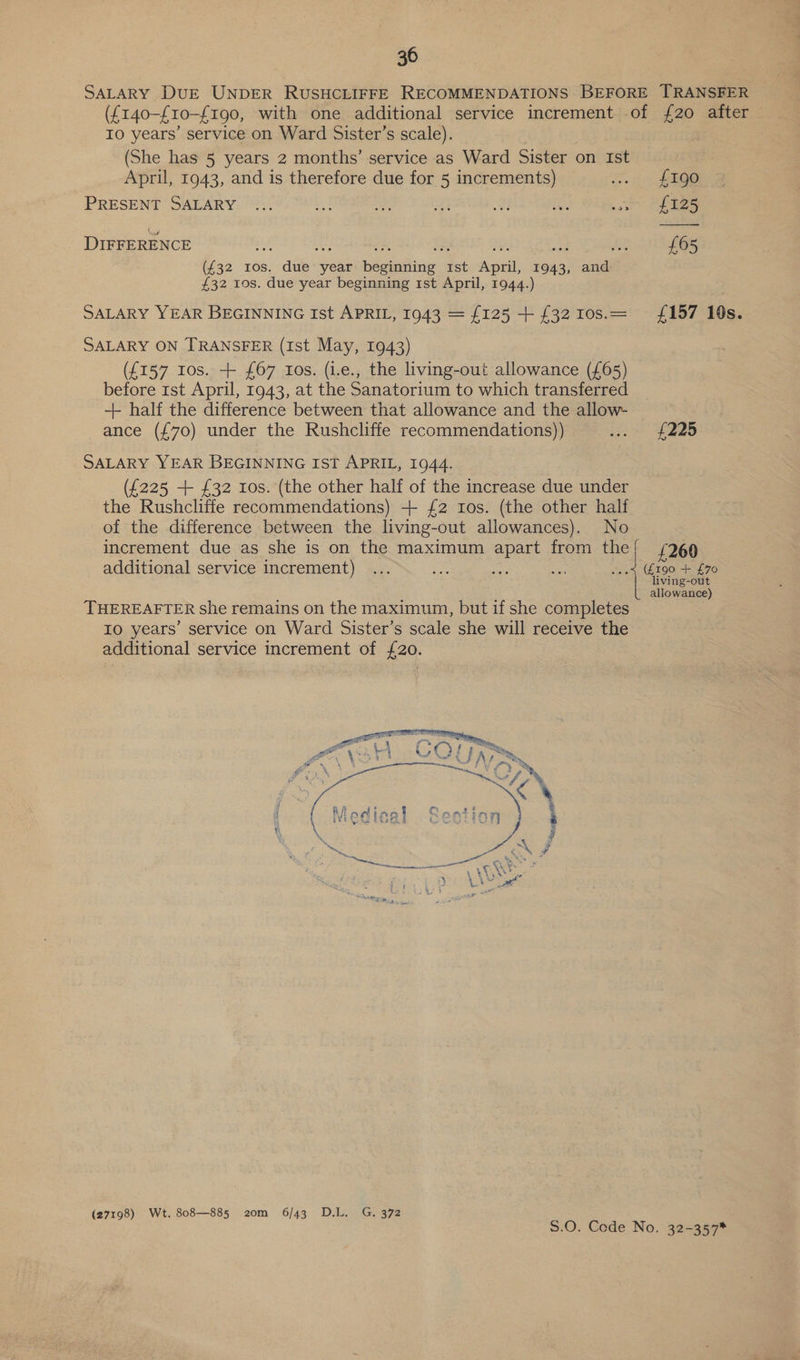 36
SALARY DUE UNDER RUSHCLIFFE RECOMMENDATIONS BEFORE TRANSFER
(£140–£10–£190, with one additional service increment of £20 after
10 years' service on Ward Sister's scale).
(She has 5 years 2 months' service as Ward Sister on 1st
April, 1943, and is therefore due for 5 increments) ... £190
PRESENT SALARY ... ... ... ... ... ... ... £125
DIFFERENCE ... ... ... ... ... ... ... £65
(£32 10s. due year beginning 1st April, 1943, and
£32 10s. due year beginning 1st April, 1944.)
SALARY YEAR BEGINNING 1st APRIL, 1943 = £125 + £32 10s. = £157 10s.
SALARY ON TRANSFER (1st May, 1943)
(£157 10s. + £67 10s. (i.e., the living-out allowance (£65)
before 1st April, 1943, at the Sanatorium to which transferred
+ half the difference between that allowance and the allow-
ance (£70) under the Rushcliffe recommendations)) ... £225
SALARY YEAR BEGINNING 1ST APRIL, 1944.
(£225 + £32 10s. (the other half of the increase due under
the Rushcliffe recommendations) + £2 10s. (the other half
of the difference between the living-out allowances). No
increment due as she is on the maximum apart from the £260
additional service increment) ... ... ... ... ... (£190 + £70
living-out
allowance)
THEREAFTER she remains on the maximum, but if she completes
10 years' service on Ward Sister's scale she will receive the
additional service increment of £20.
Medical Section
(27198) Wt. 808—885 20m 6/43 D.L. G. 372
S.O. Code No. 32-357*